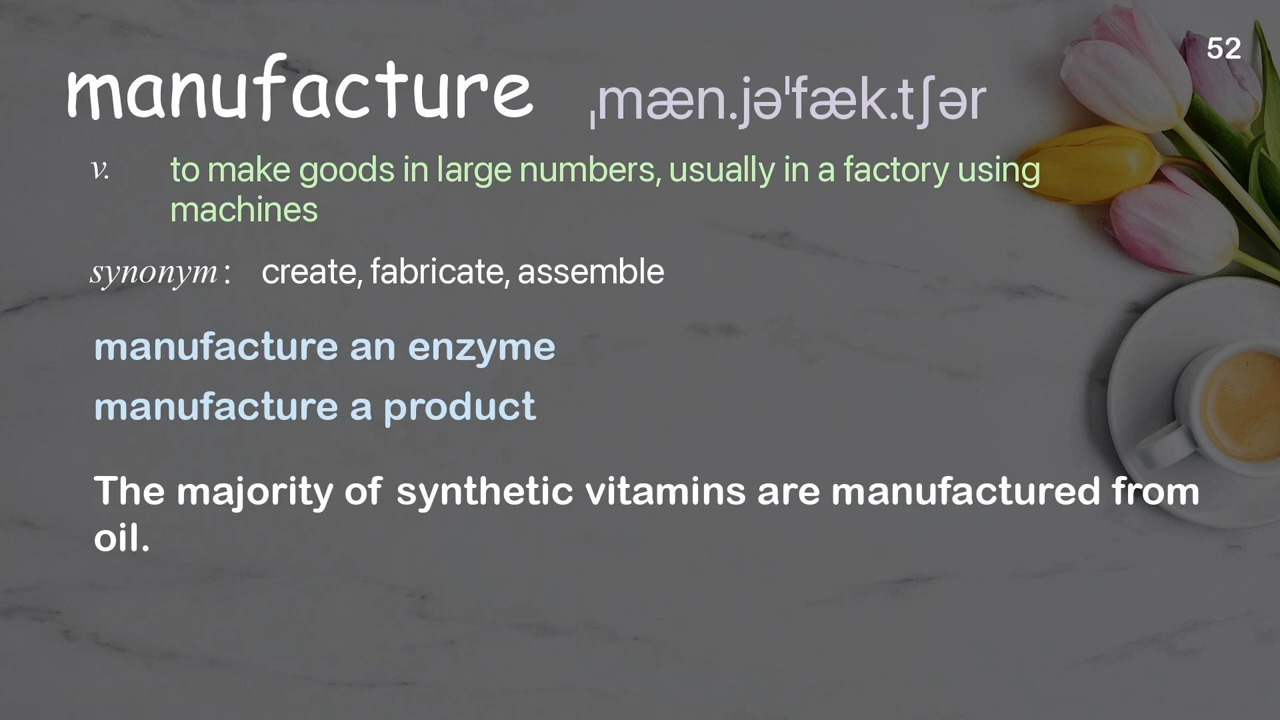 52
manufacture ˌmæn.jəˈfæk.tʃər
v. to make goods in large numbers, usually in a factory using
machines
synonym: create, fabricate, assemble
manufacture an enzyme
manufacture a product
The majority of synthetic vitamins are manufactured from
oil.